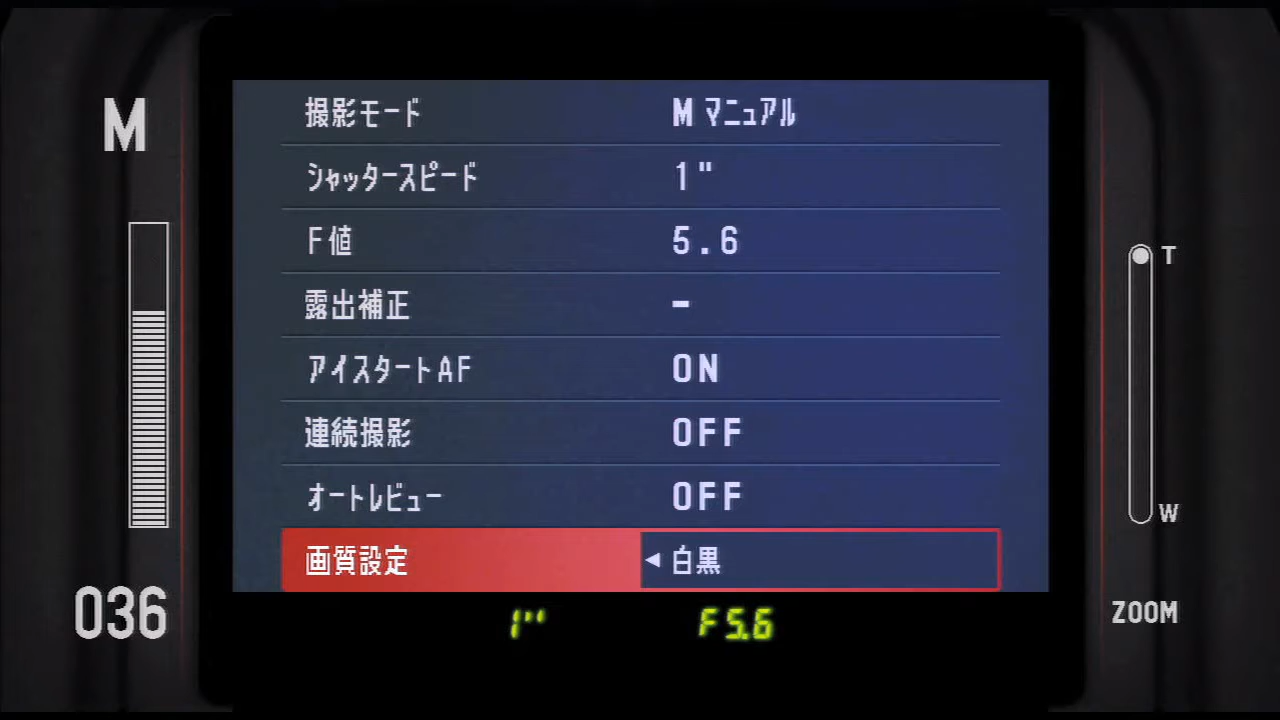 M
撮影モード M マニュアル
シャッタースピード 1"
F値 5.6
T
露出補正 -
アイスタートAF ON
連続撮影 OFF
オートレビュー OFF
W
画質設定 ◀白黒
036
1'' F5.6
ZOOM